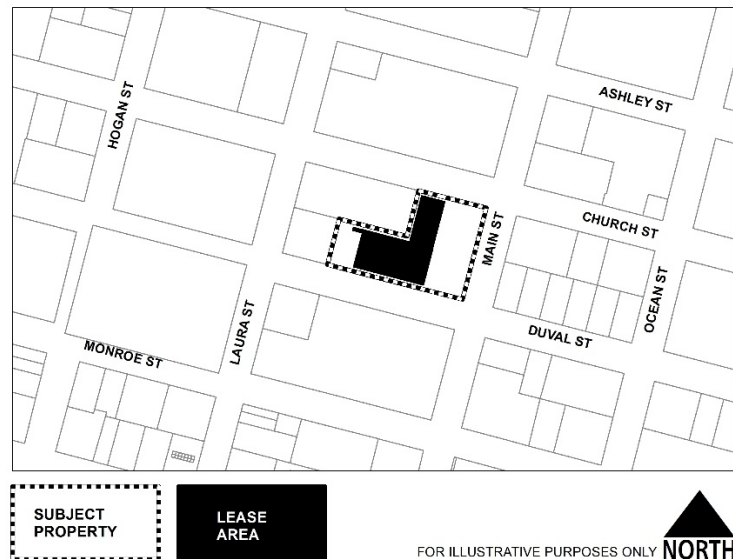 ASHLEY ST
HOGAN ST
CHURCH ST
MAIN ST
OCEAN ST
DUVAL ST
LAURA ST
MONROE ST
SUBJECT
PROPERTY
LEASE
AREA
FOR ILLUSTRATIVE PURPOSES ONLY
NORTH